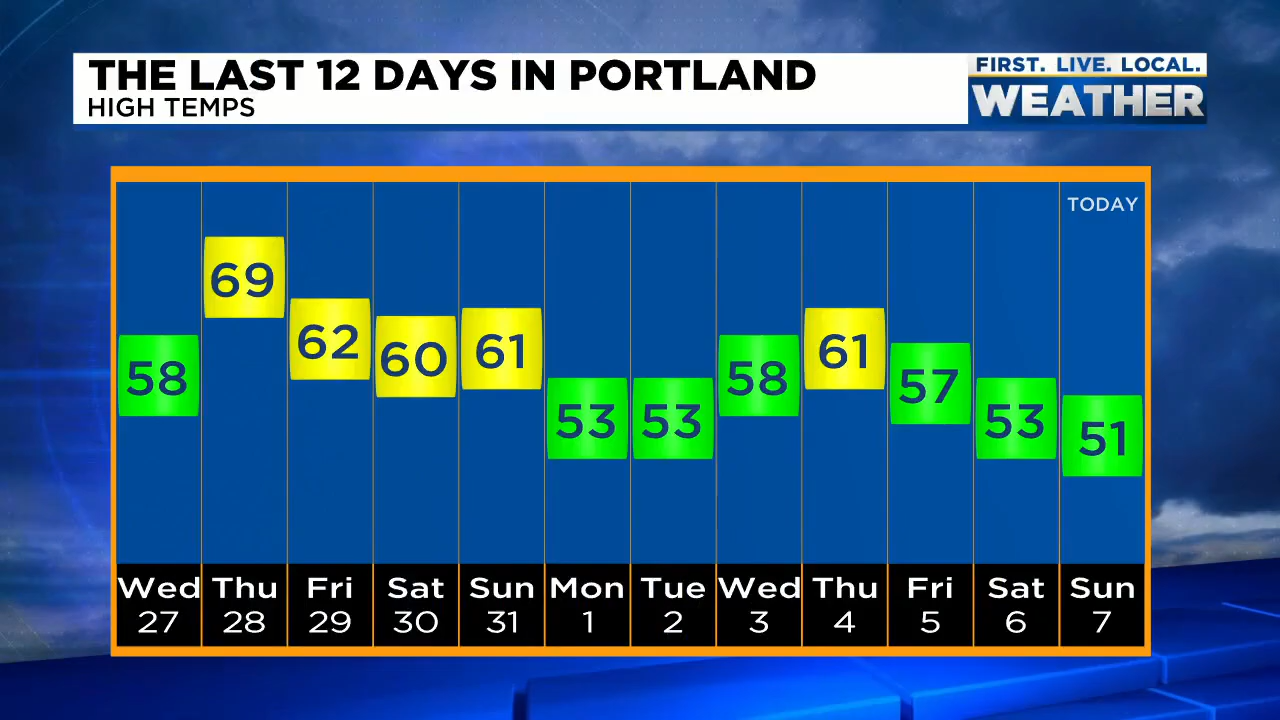 THE LAST 12 DAYS IN PORTLAND
HIGH TEMPS
FIRST. LIVE. LOCAL.
WEATHER
TODAY
58 69 62 60 61 53 53 58 61 57 53 51
Wed Thu Fri Sat Sun Mon Tue Wed Thu Fri Sat Sun
27 28 29 30 31 1 2 3 4 5 6 7